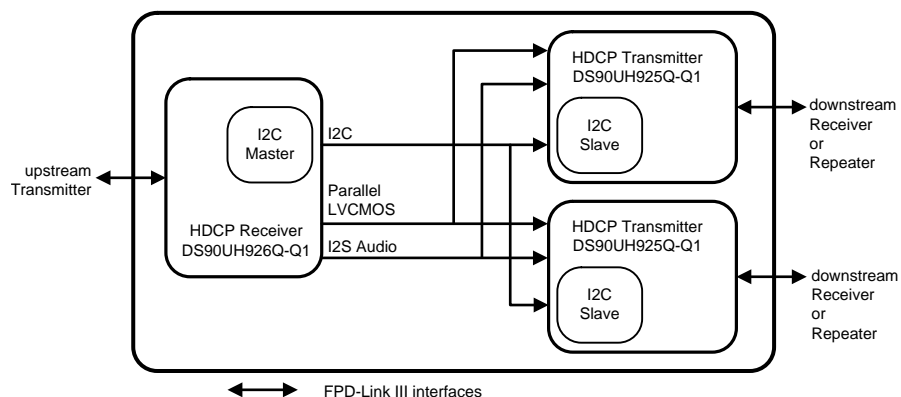 upstream
Transmitter
I2C
Master
HDCP Receiver
DS90UH926Q-Q1
I2C
Parallel
LVCMOS
I2S Audio
HDCP Transmitter
DS90UH925Q-Q1
I2C
Slave
downstream
Receiver
or
Repeater
HDCP Transmitter
DS90UH925Q-Q1
I2C
Slave
downstream
Receiver
or
Repeater
FPD-Link III interfaces